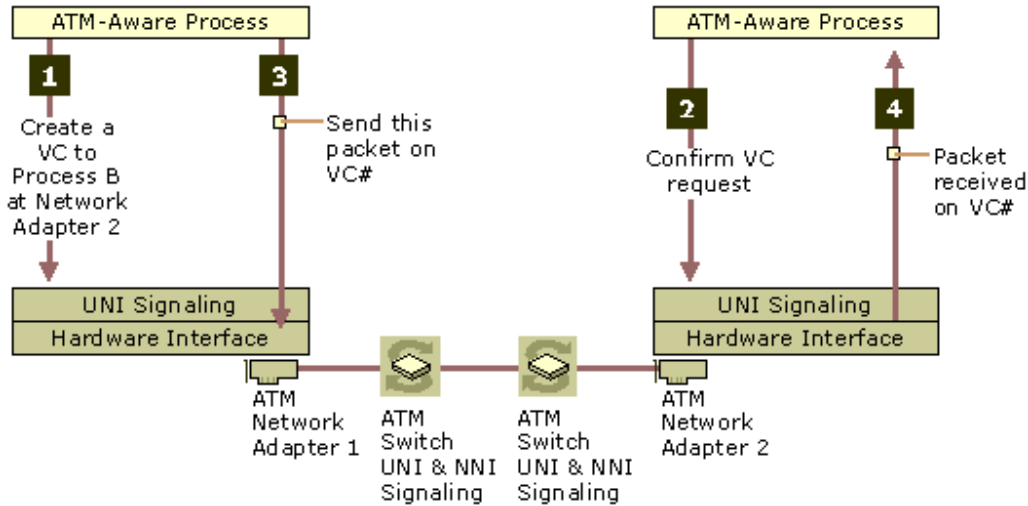 ATM-Aware Process
1
Create a
VC to
Process B
at Network
Adapter 2
3
Send this
packet on
VC#
UNI Signaling
Hardware Interface
ATM
Network
Adapter 1
ATM
Switch
UNI & NNI
Signaling
ATM
Switch
UNI & NNI
Signaling
ATM-Aware Process
2
Confirm VC
request
4
Packet
received
on VC#
UNI Signaling
Hardware Interface
ATM
Network
Adapter 2